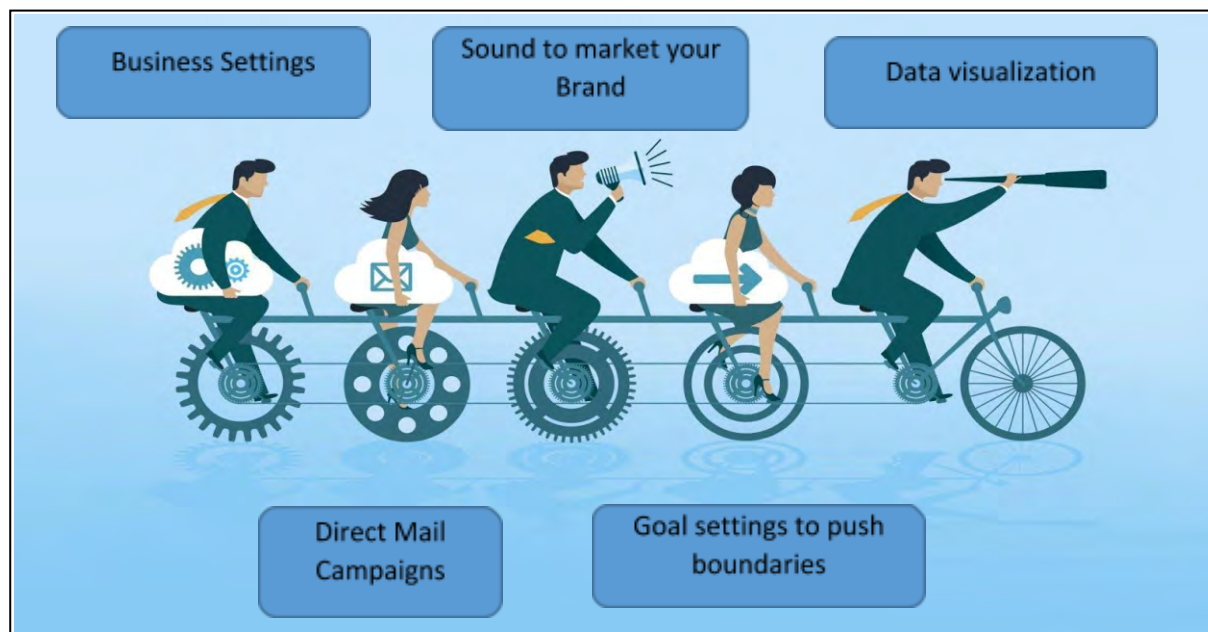 Business Settings
Sound to market your
Brand
Data visualization
Direct Mail
Campaigns
Goal settings to push
boundaries